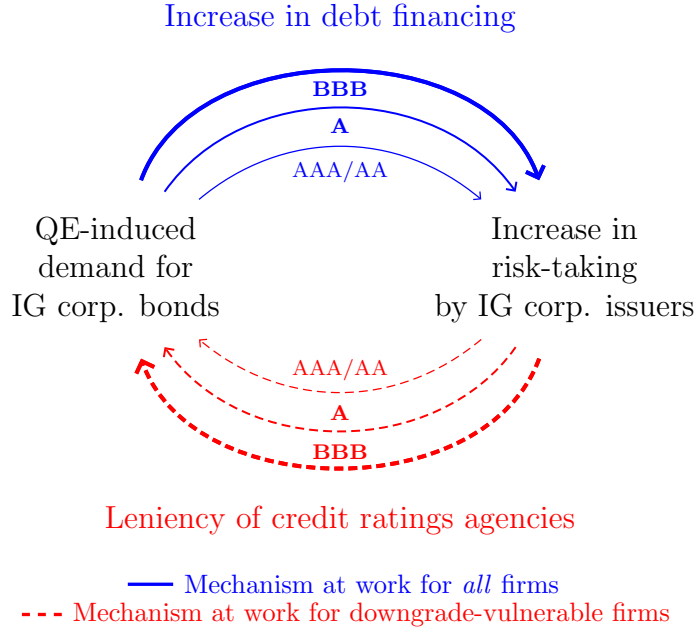 Increase in debt financing
BBB
A
AAA/AA
QE-induced
demand for
IG corp. bonds
Increase in
risk-taking
by IG corp. issuers
AAA/AA
A
BBB
Leniency of credit ratings agencies
Mechanism at work for all firms
Mechanism at work for downgrade-vulnerable firms